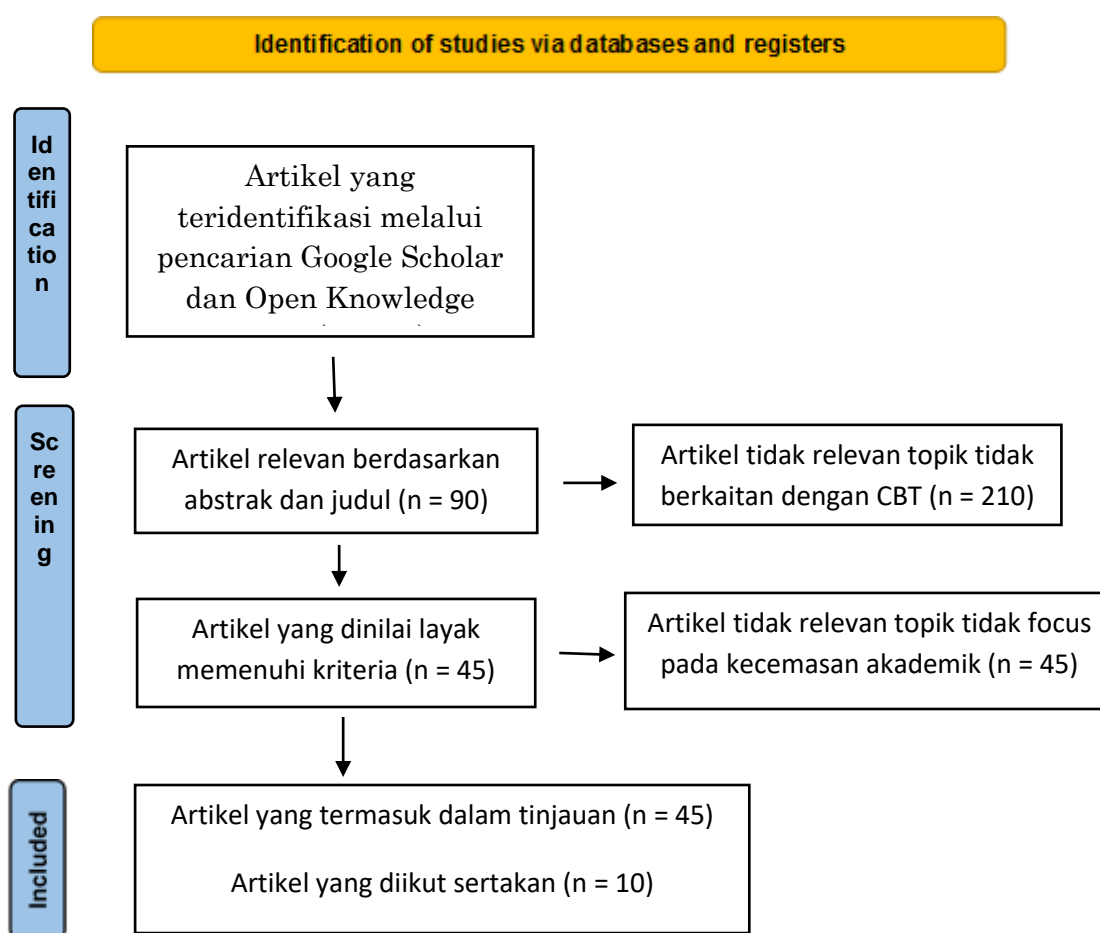 Identification of studies via databases and registers
Id
en
tifi
ca
tio
n
Artikel yang
teridentifikasi melalui
pencarian Google Scholar
dan Open Knowledge
Sc
re
en
in
g
Artikel relevan berdasarkan
abstrak dan judul (n = 90)
Artikel tidak relevan topik tidak
berkaitan dengan CBT (n = 210)
Artikel yang dinilai layak
memenuhi kriteria (n = 45)
Artikel tidak relevan topik tidak focus
pada kecemasan akademik (n = 45)
Included
Artikel yang termasuk dalam tinjauan (n = 45)
Artikel yang diikut sertakan (n = 10)